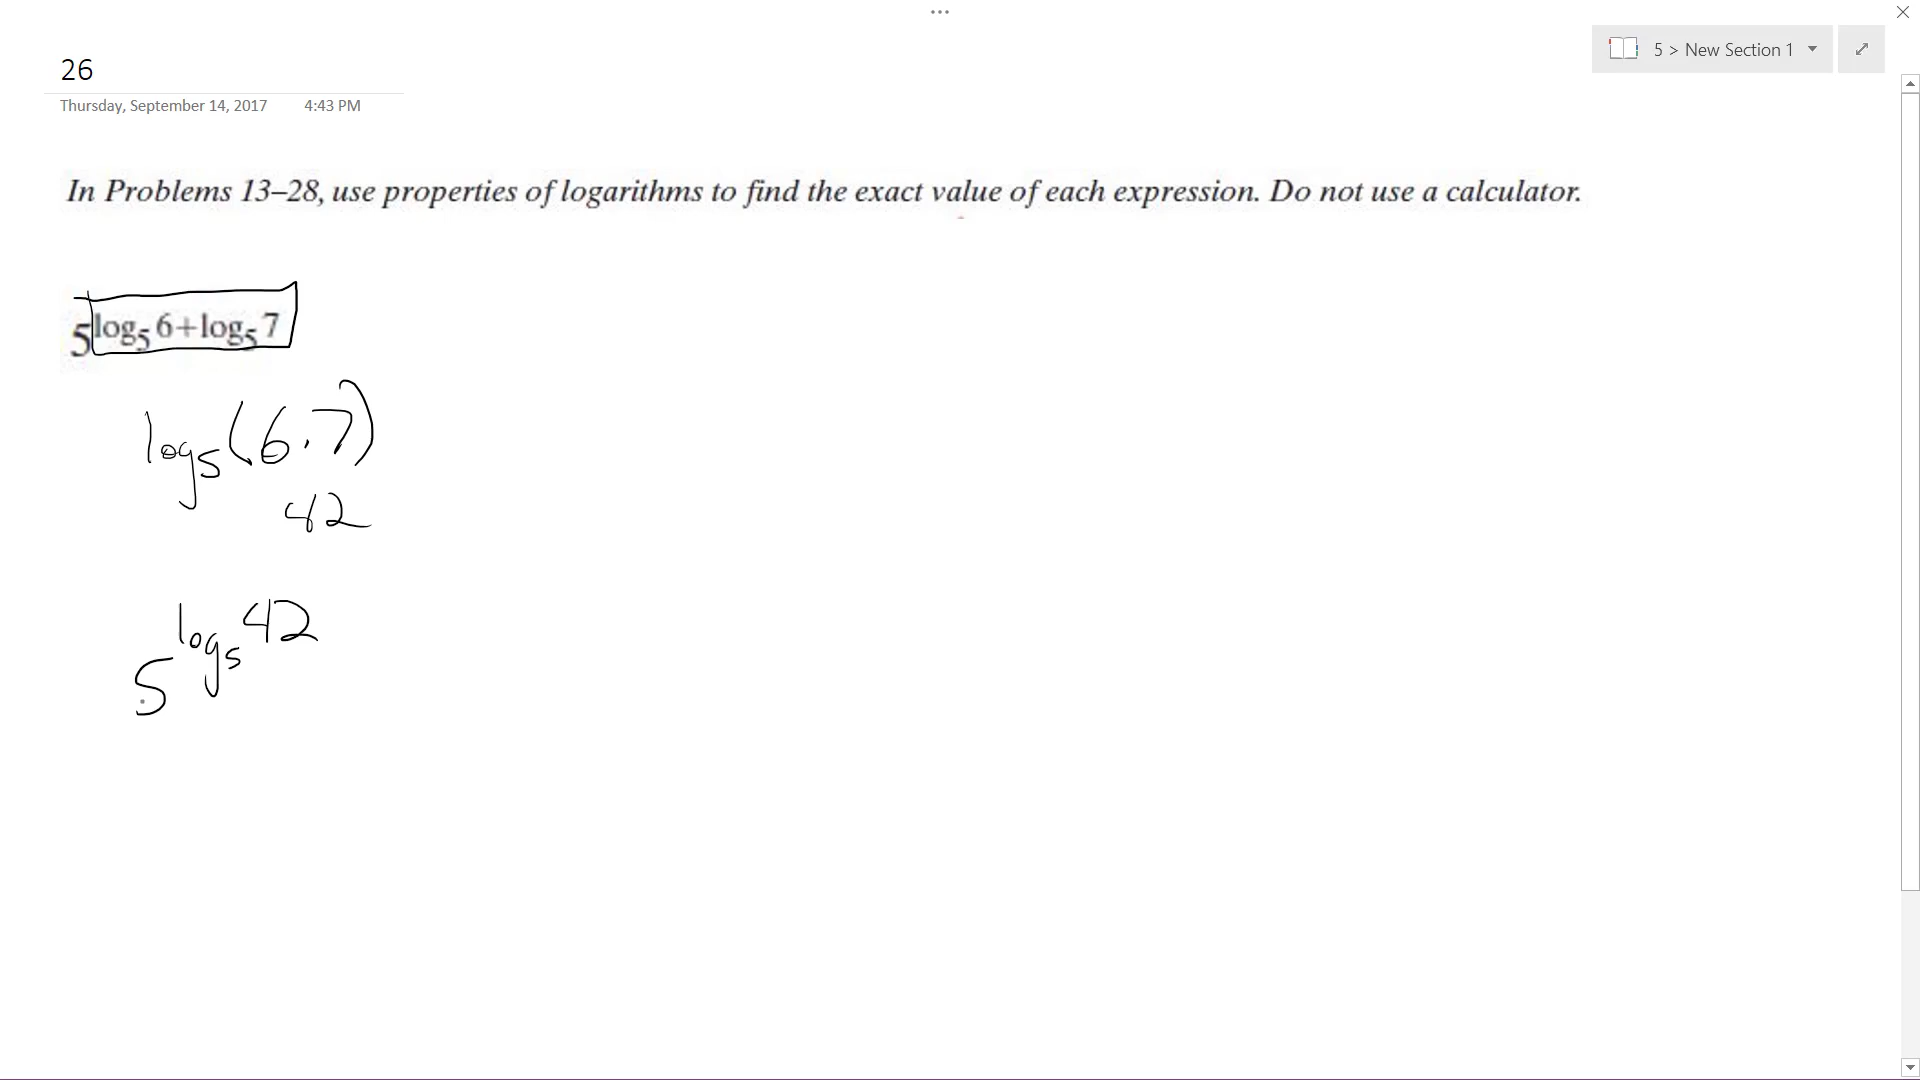 5 > New Section 1
26
Thursday, September 14, 2017 4:43 PM
In Problems 13–28, use properties of logarithms to find the exact value of each expression. Do not use a calculator.
5^{log₅ 6+log₅ 7}
log₅(6·7)
42
5^{log₅ 42}